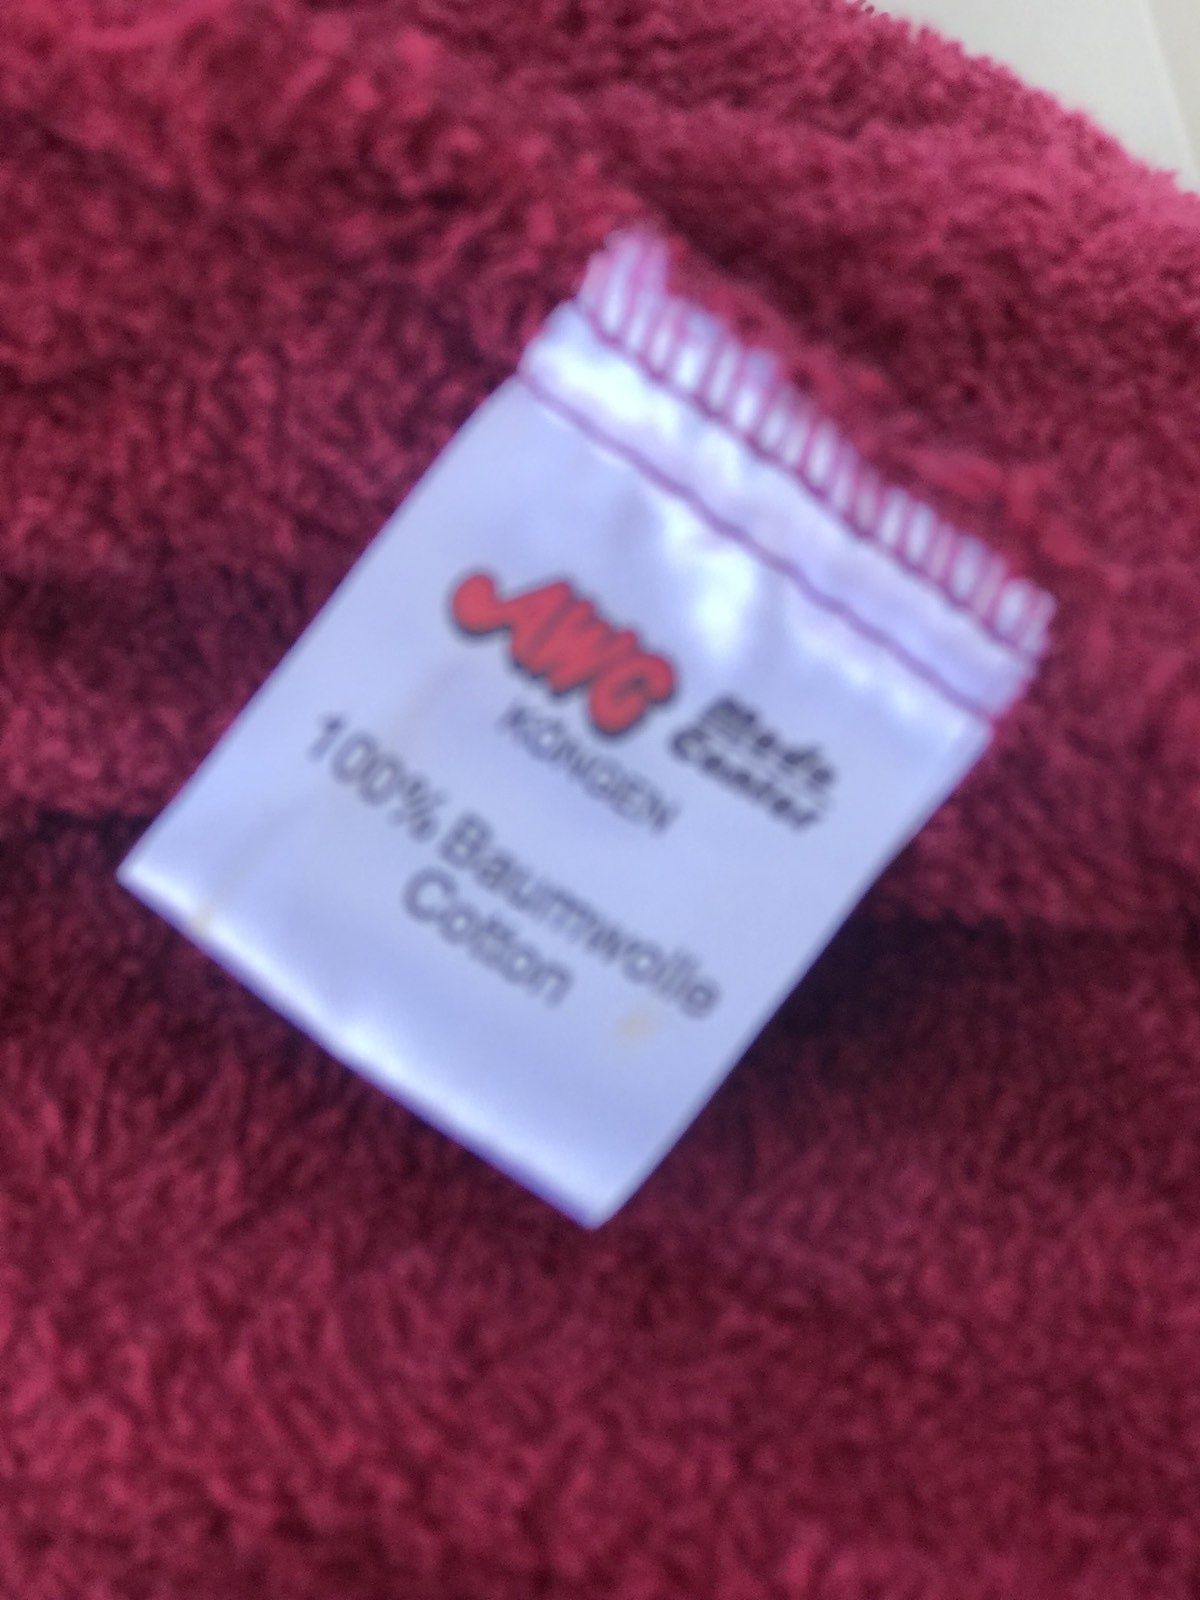 AWG Mode
Center
KÖNGEN
100% Baumwolle
Cotton